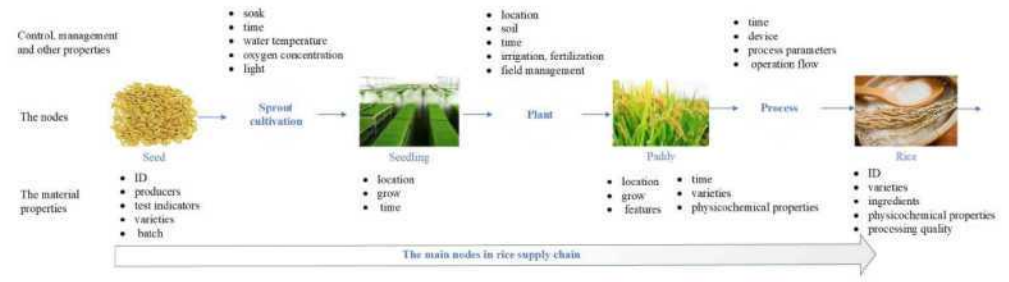 Control, management
and other properties
• soak
• time
• water temperature
• oxygen concentration
• light
• location
• soil
• time
• irrigation, fertilization
• field management
• time
• device
• process parameters
• operation flow
The nodes
Sprout
cultivation
Plant
Process
Seed
Seedling
Paddy
Rice
The material
properties
• ID
• producers
• test indicators
• varieties
• batch
• location
• grow
• time
• location
• grow
• features
• time
• varieties
• physicochemical properties
• ID
• varieties
• ingredients
• physicochemical properties
• processing quality
The main nodes in rice supply chain